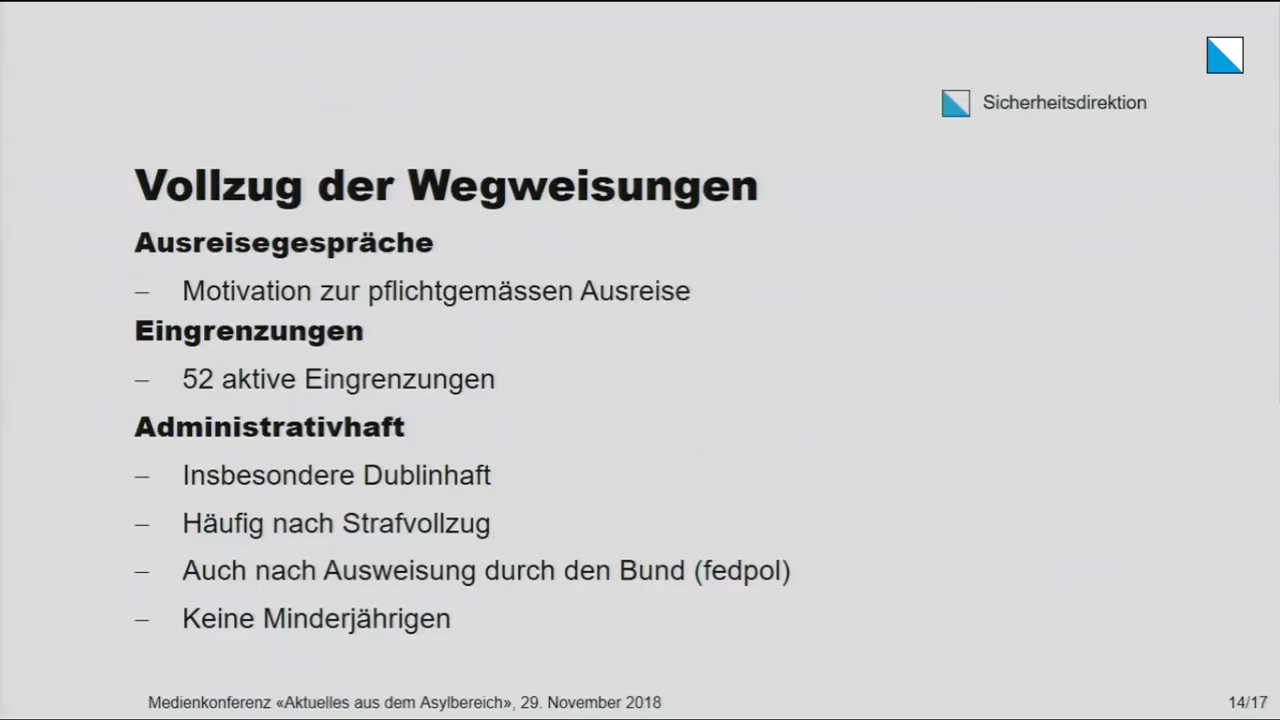 Sicherheitsdirektion
Vollzug der Wegweisungen
Ausreisegespräche
– Motivation zur pflichtgemässen Ausreise
Eingrenzungen
– 52 aktive Eingrenzungen
Administrativhaft
– Insbesondere Dublinhaft
– Häufig nach Strafvollzug
– Auch nach Ausweisung durch den Bund (fedpol)
– Keine Minderjährigen
Medienkonferenz «Aktuelles aus dem Asylbereich», 29. November 2018
14/17